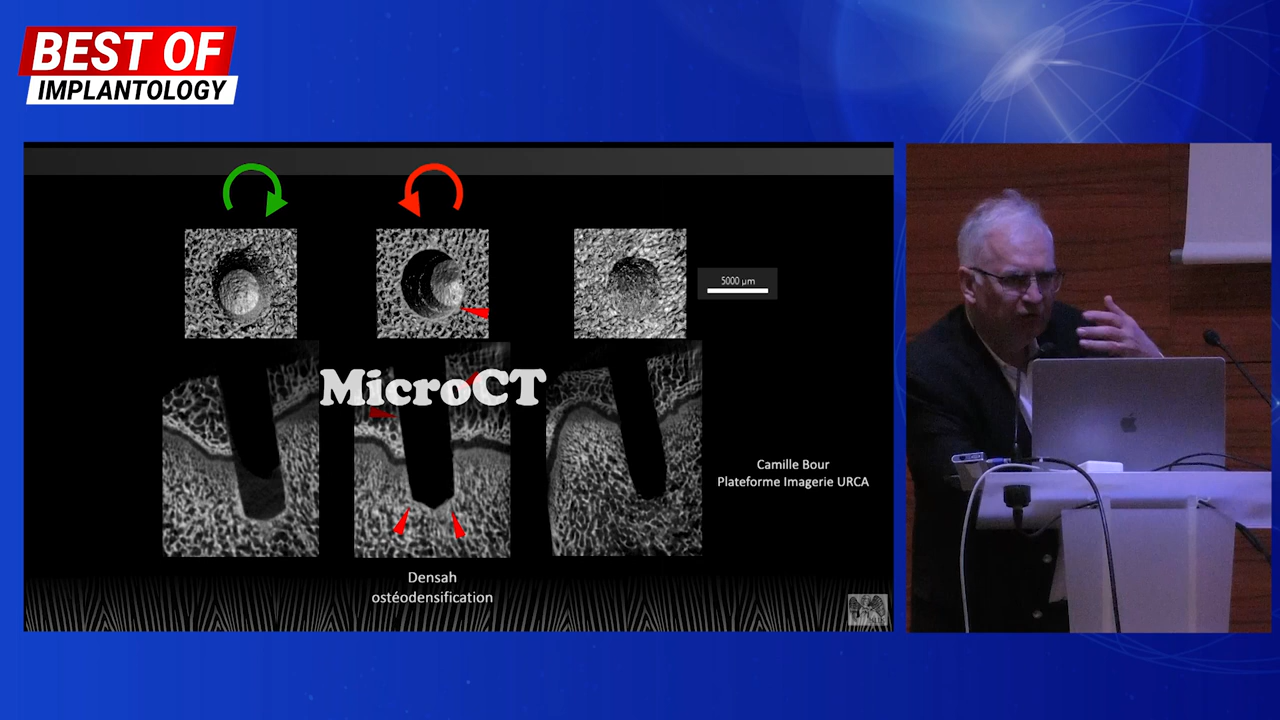 BEST OF
IMPLANTOLOGY
5000 µm
MicroCT
Camille Bour
Plateforme Imagerie URCA
Densah
ostéodensification